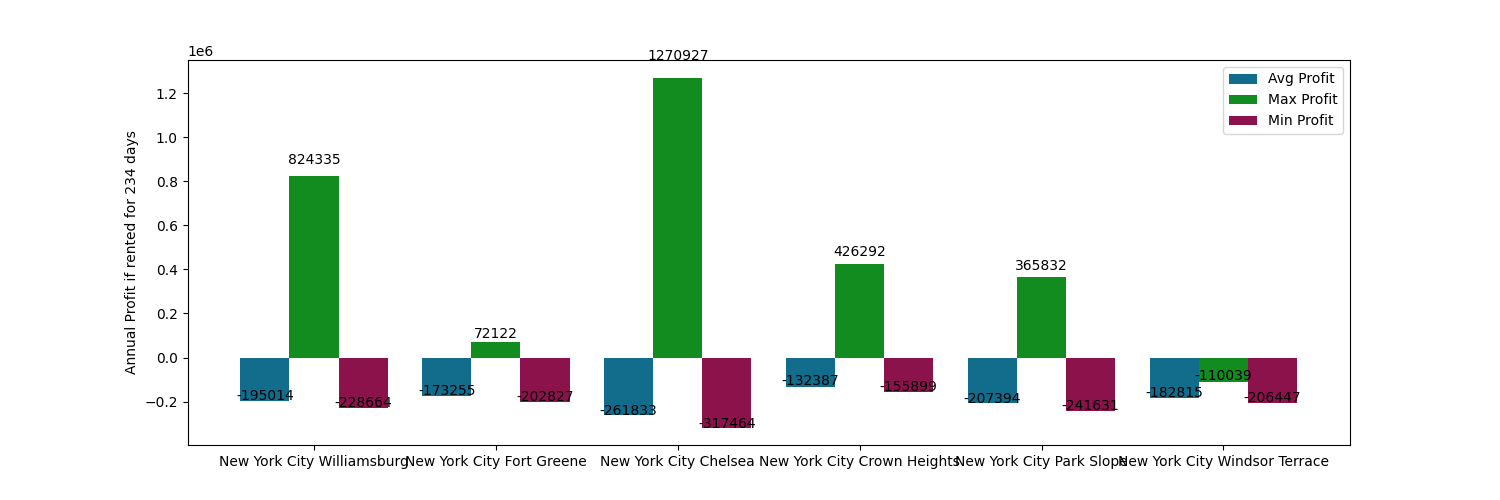 1e6
1270927
Avg Profit
Max Profit
Min Profit
1.2
1.0
0.8
0.6
0.4
0.2
0.0
−0.2
Annual Profit if rented for 234 days
824335
72122
426292
365832
-195014
-228664
-173255
-202827
-261833
-317464
-132387
-155899
-207394
-241631
-182815
-110039
-206447
New York City Williamsburg
New York City Fort Greene
New York City Chelsea
New York City Crown Heights
New York City Park Slope
New York City Windsor Terrace